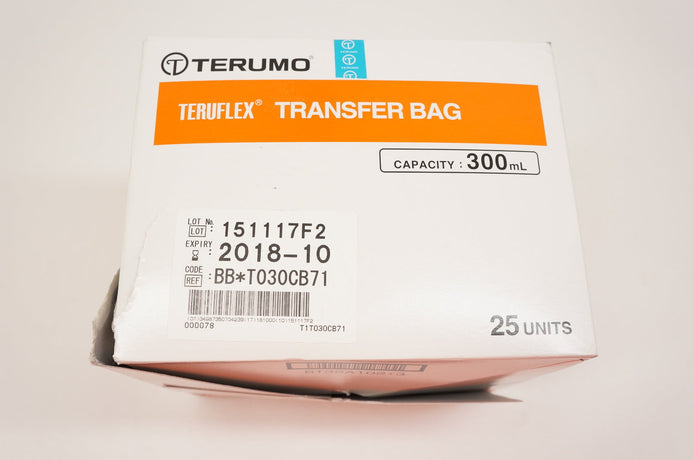 TERUMO®
TERUFLEX® TRANSFER BAG
CAPACITY : 300mL
LOT No.
LOT : 151117F2
EXPIRY
: 2018-10
CODE
REF : BB*T030CB71
000078 T1T030CB71
25 UNITS